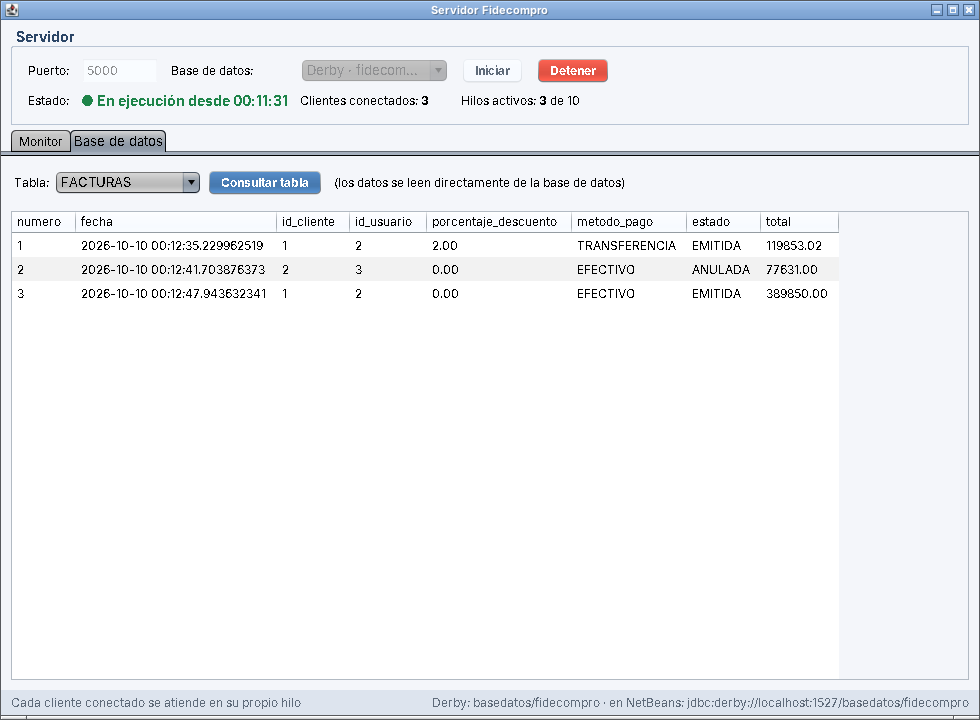 Servidor Fidecompro
Servidor
Puerto: 5000 Base de datos: Derby · fidecom... Iniciar Detener
Estado: En ejecución desde 00:11:31 Clientes conectados: 3 Hilos activos: 3 de 10
Monitor Base de datos
Tabla: FACTURAS Consultar tabla (los datos se leen directamente de la base de datos)
numero fecha id_cliente id_usuario porcentaje_descuento metodo_pago estado total
1 2026-10-10 00:12:35.229962519 1 2 2.00 TRANSFERENCIA EMITIDA 119853.02
2 2026-10-10 00:12:41.703876373 2 3 0.00 EFECTIVO ANULADA 77631.00
3 2026-10-10 00:12:47.943632341 1 2 0.00 EFECTIVO EMITIDA 389850.00
Cada cliente conectado se atiende en su propio hilo Derby: basedatos/fidecompro · en NetBeans: jdbc:derby://localhost:1527/basedatos/fidecompro